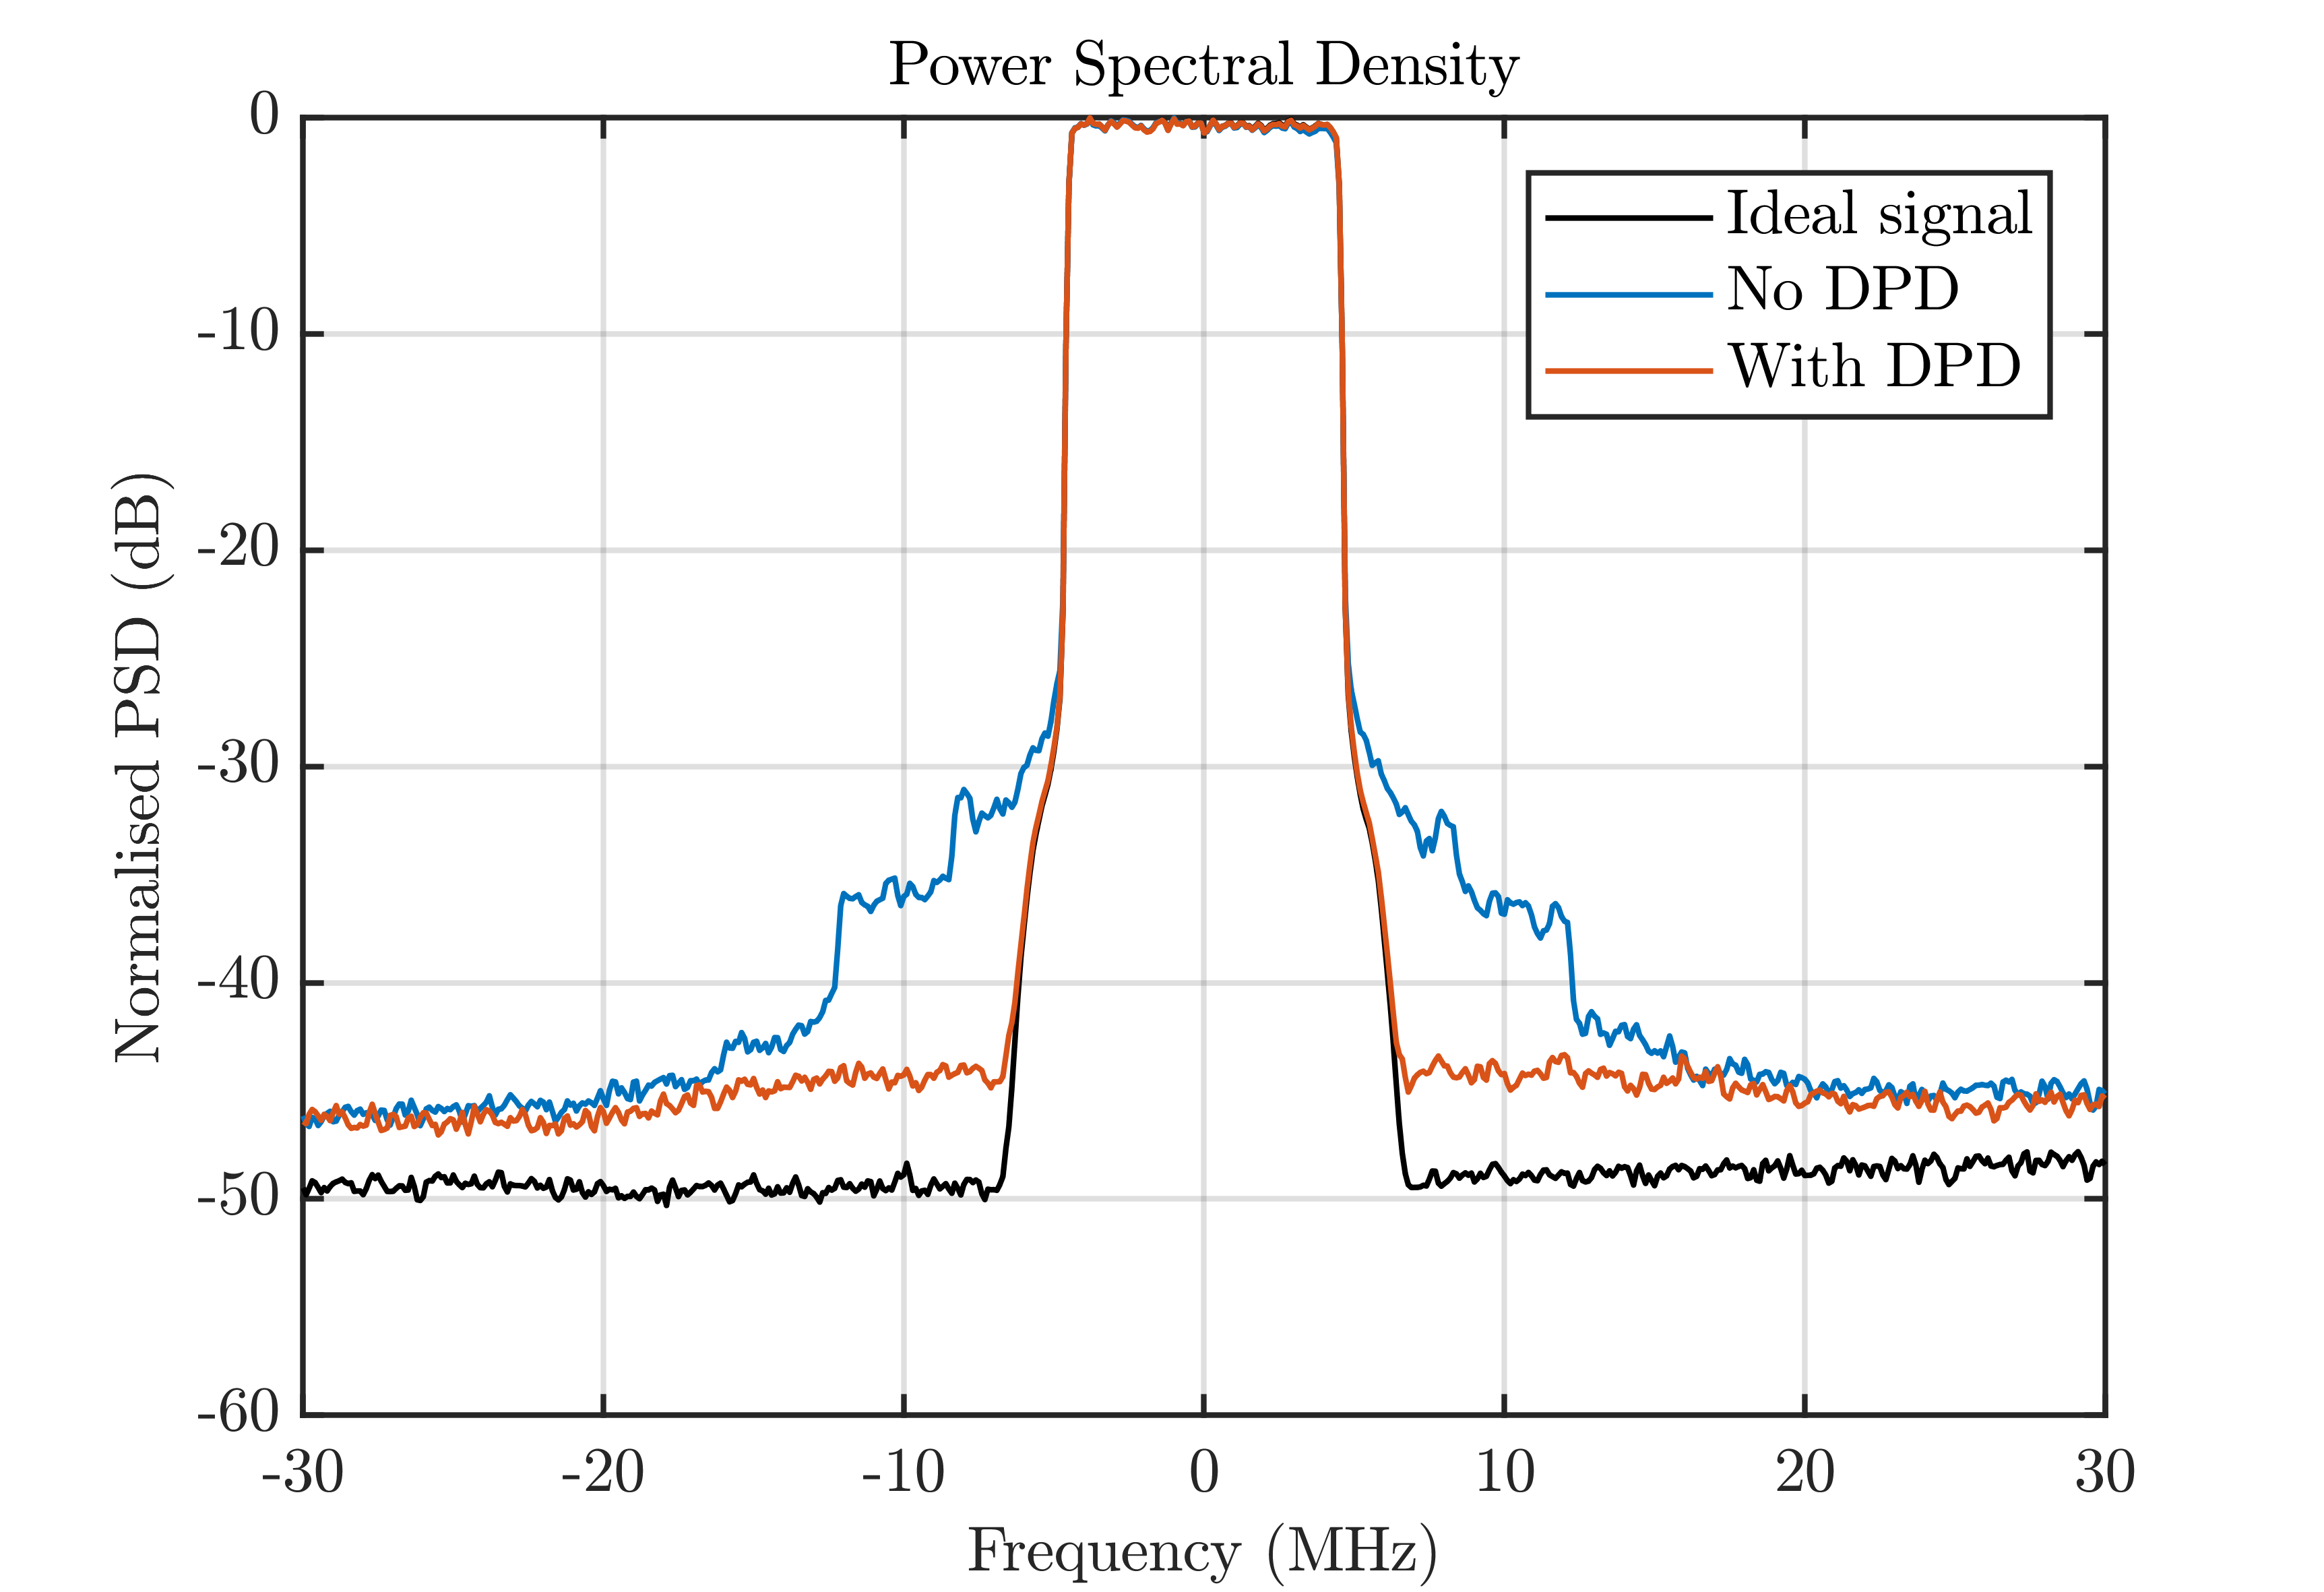 Power Spectral Density
0
-10
-20
-30
-40
-50
-60
Normalised PSD (dB)
Ideal signal
No DPD
With DPD
-30
-20
-10
0
10
20
30
Frequency (MHz)